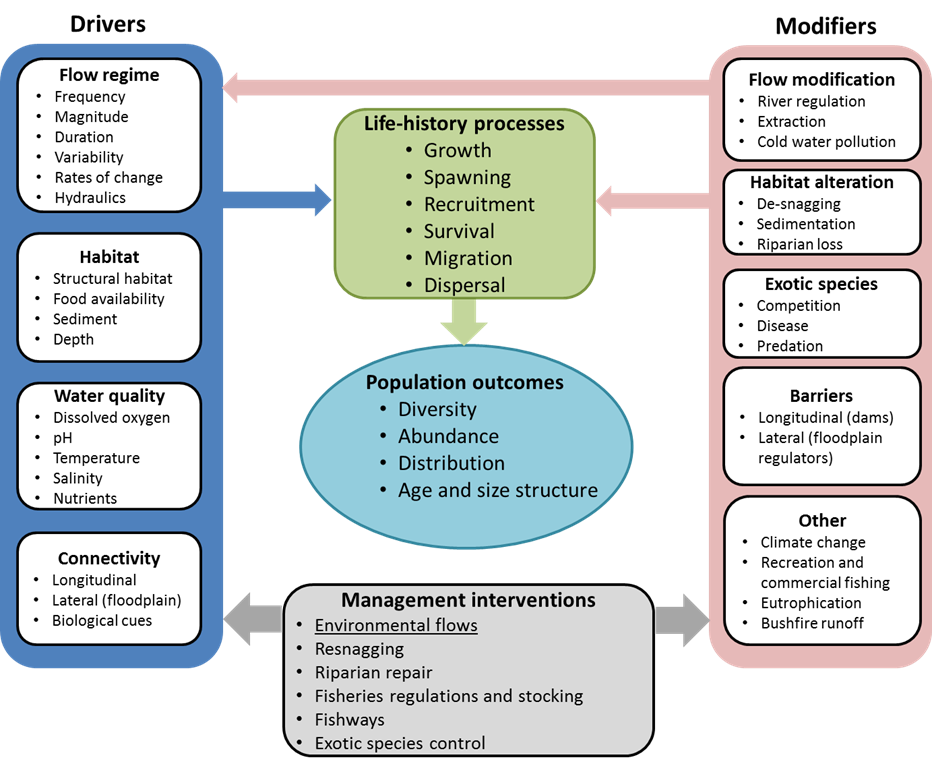 Drivers
Flow regime
• Frequency
• Magnitude
• Duration
• Variability
• Rates of change
• Hydraulics
Habitat
• Structural habitat
• Food availability
• Sediment
• Depth
Water quality
• Dissolved oxygen
• pH
• Temperature
• Salinity
• Nutrients
Connectivity
• Longitudinal
• Lateral (floodplain)
• Biological cues
Life-history processes
• Growth
• Spawning
• Recruitment
• Survival
• Migration
• Dispersal
Population outcomes
• Diversity
• Abundance
• Distribution
• Age and size structure
Management interventions
• Environmental flows
• Resnagging
• Riparian repair
• Fisheries regulations and stocking
• Fishways
• Exotic species control
Modifiers
Flow modification
• River regulation
• Extraction
• Cold water pollution
Habitat alteration
• De-snagging
• Sedimentation
• Riparian loss
Exotic species
• Competition
• Disease
• Predation
Barriers
• Longitudinal (dams)
• Lateral (floodplain
regulators)
Other
• Climate change
• Recreation and
commercial fishing
• Eutrophication
• Bushfire runoff